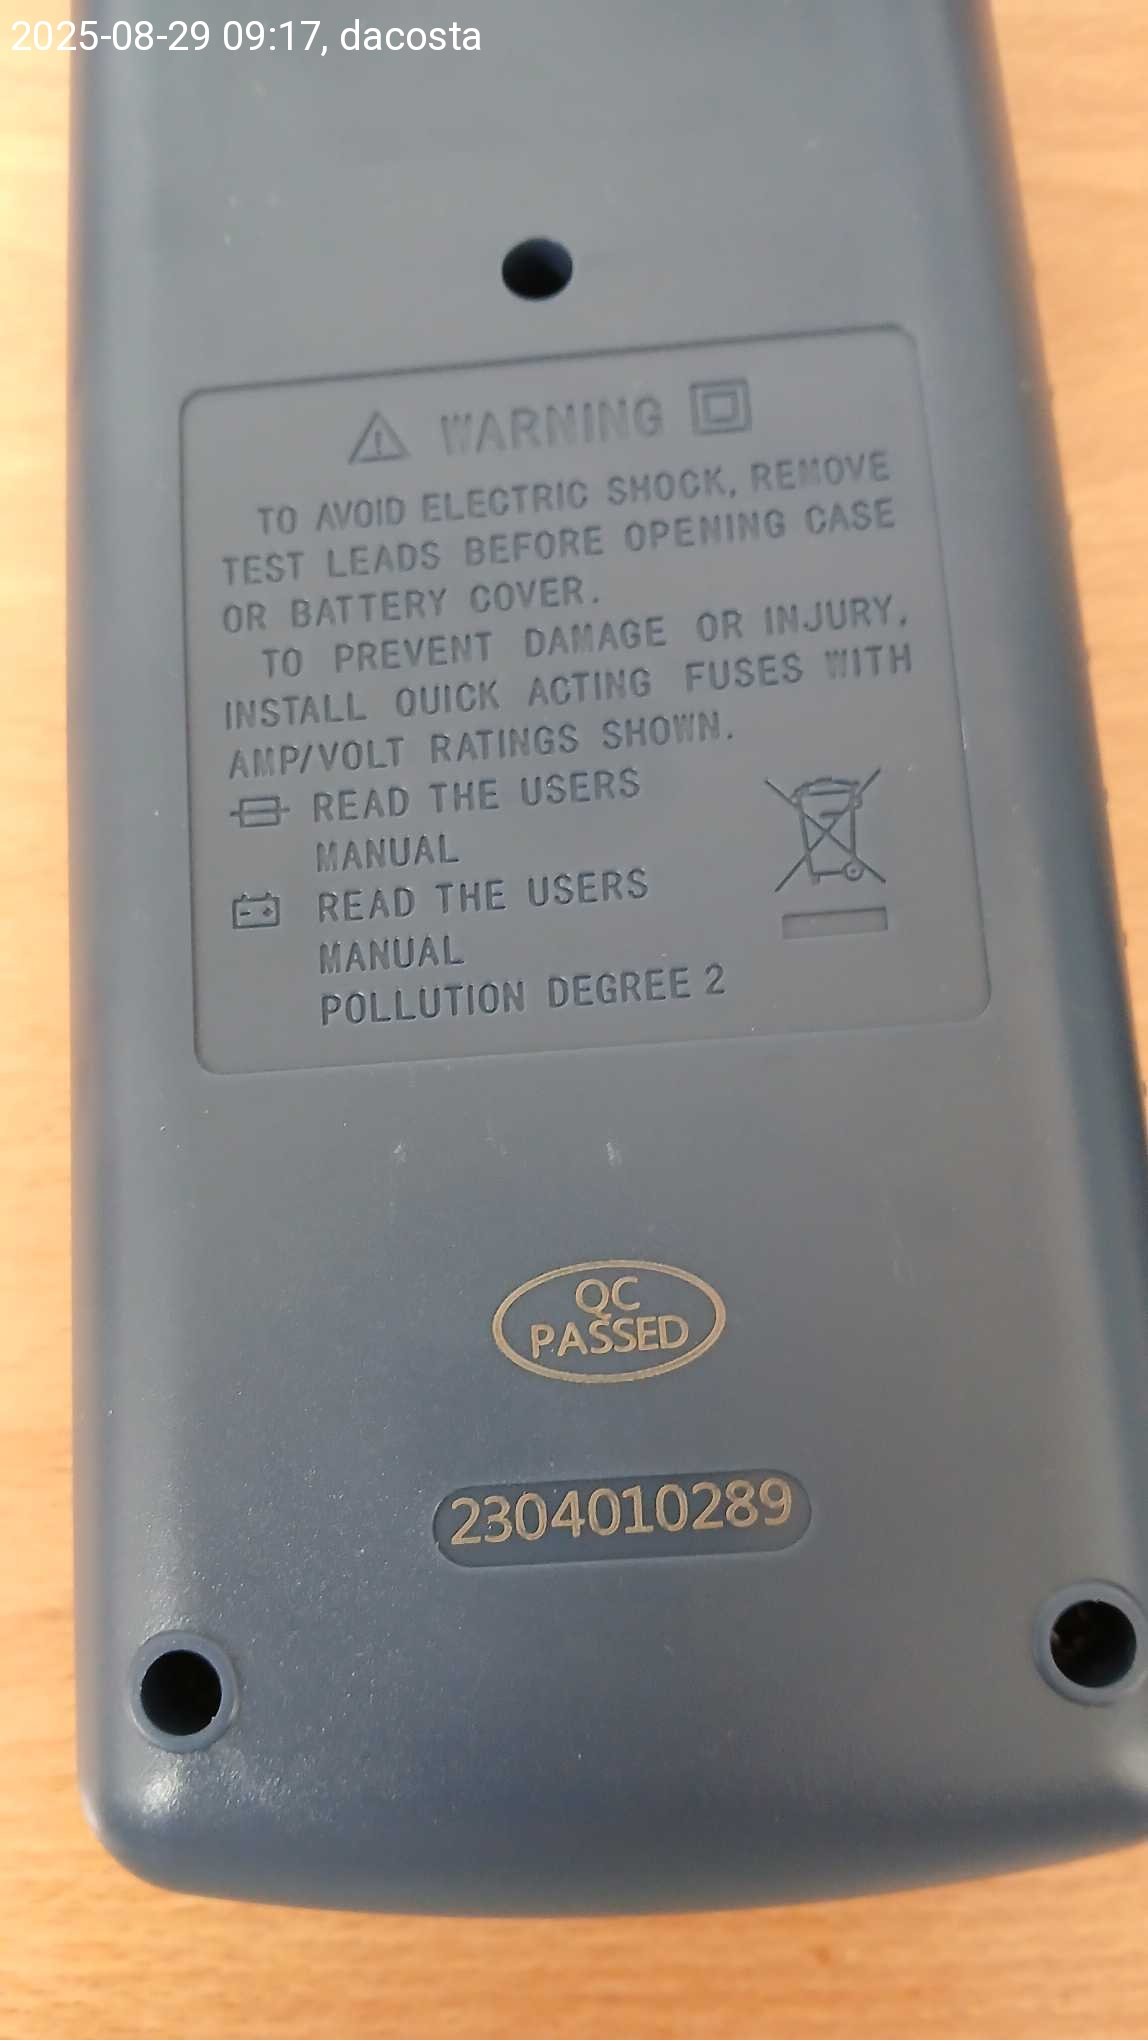 2025-08-29 09:17, dacosta
WARNING
TO AVOID ELECTRIC SHOCK, REMOVE
TEST LEADS BEFORE OPENING CASE
OR BATTERY COVER.
TO PREVENT DAMAGE OR INJURY,
INSTALL QUICK ACTING FUSES WITH
AMP/VOLT RATINGS SHOWN.
READ THE USERS
MANUAL
READ THE USERS
MANUAL
POLLUTION DEGREE 2
QC
PASSED
2304010289